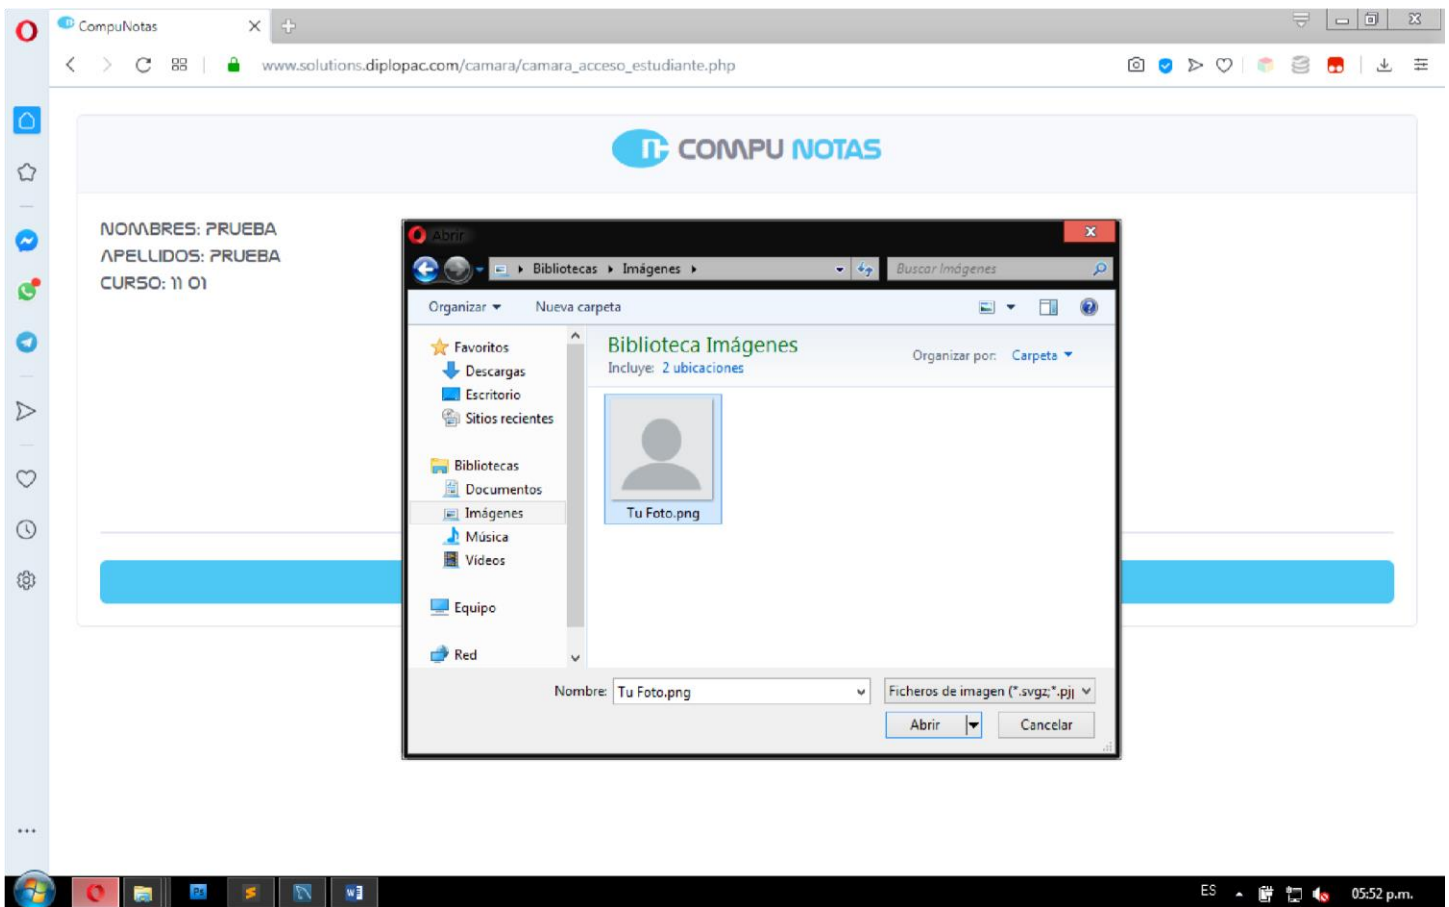 CompuNotas
www.solutions.diplopac.com/camara/camara_acceso_estudiante.php
COMPU NOTAS
NOMBRES: PRUEBA
APELLIDOS: PRUEBA
CURSO: 11 01
Abrir
Bibliotecas
Imágenes
Buscar Imágenes
Organizar
Nueva carpeta
Favoritos
Descargas
Escritorio
Sitios recientes
Bibliotecas
Documentos
Imágenes
Música
Vídeos
Equipo
Red
Biblioteca Imágenes
Incluye: 2 ubicaciones
Organizar por: Carpeta
Tu Foto.png
Nombre: Tu Foto.png
Ficheros de imagen (*.svgz;*.pjp
Abrir
Cancelar
Ps
W
ES
05:52 p.m.